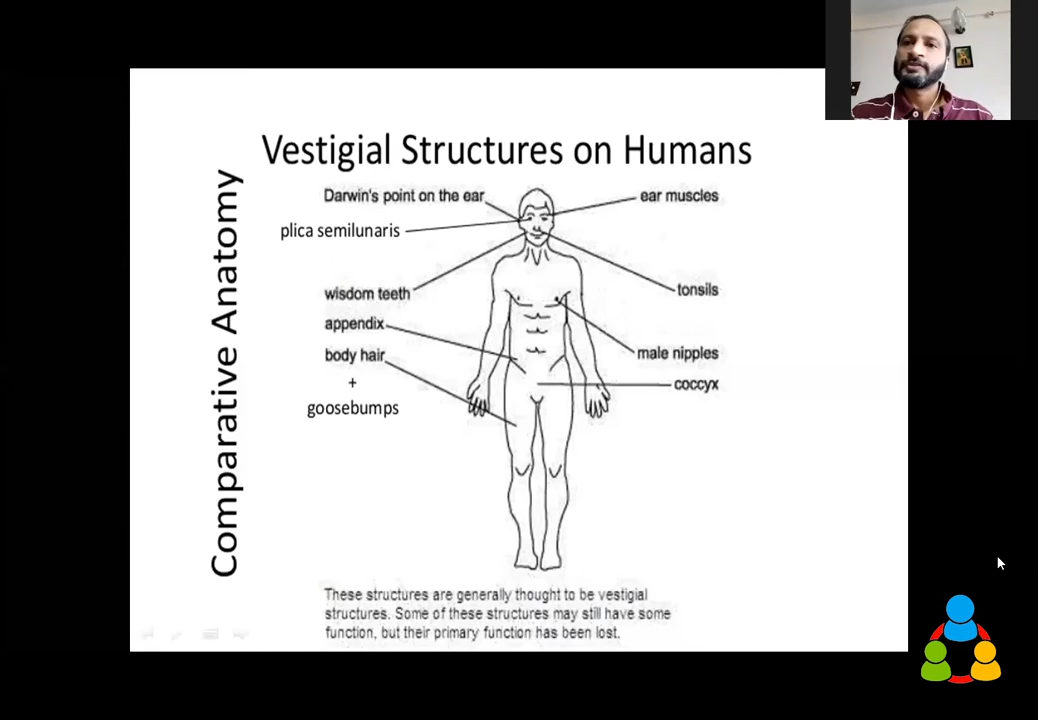 Vestigial Structures on Humans
Comparative Anatomy
Darwin's point on the ear
ear muscles
plica semilunaris
wisdom teeth
tonsils
appendix
body hair
male nipples
+
coccyx
goosebumps
These structures are generally thought to be vestigial
structures. Some of these structures may still have some
function, but their primary function has been lost.